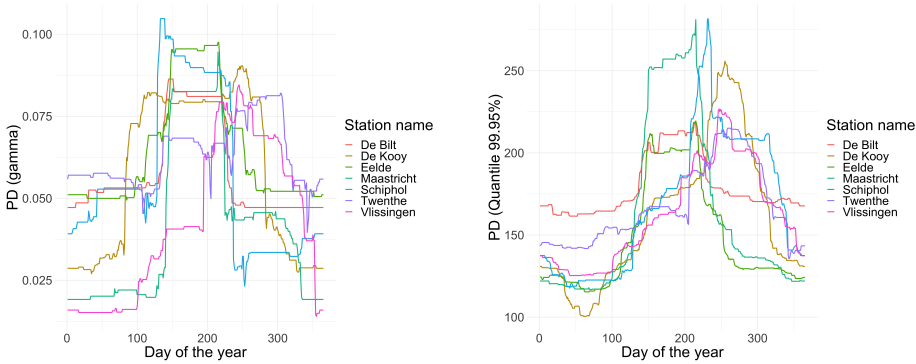 PD (gamma)
0.100
0.075
0.050
0.025
0
100
200
300
Day of the year
Station name
De Bilt
De Kooy
Eelde
Maastricht
Schiphol
Twenthe
Vlissingen
PD (Quantile 99.95%)
250
200
150
100
0
100
200
300
Day of the year
Station name
De Bilt
De Kooy
Eelde
Maastricht
Schiphol
Twenthe
Vlissingen